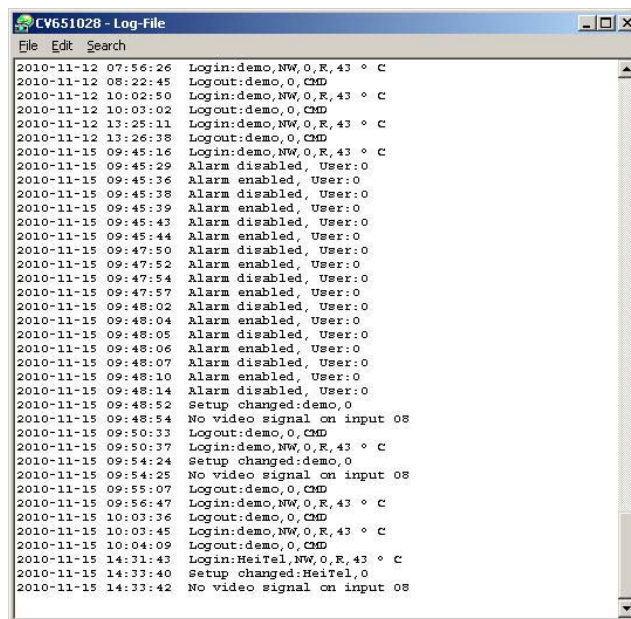 CV651028 - Log-File
File Edit Search
2010-11-12 07:56:26 Login:demo,NW,0,R,43 ° C
2010-11-12 08:22:45 Logout:demo,0,CMD
2010-11-12 10:02:50 Login:demo,NW,0,R,43 ° C
2010-11-12 10:03:02 Logout:demo,0,CMD
2010-11-12 13:25:11 Login:demo,NW,0,R,43 ° C
2010-11-12 13:26:38 Logout:demo,0,CMD
2010-11-15 09:45:16 Login:demo,NW,0,R,43 ° C
2010-11-15 09:45:29 Alarm disabled, User:0
2010-11-15 09:45:36 Alarm enabled, User:0
2010-11-15 09:45:38 Alarm disabled, User:0
2010-11-15 09:45:39 Alarm enabled, User:0
2010-11-15 09:45:43 Alarm disabled, User:0
2010-11-15 09:45:44 Alarm enabled, User:0
2010-11-15 09:47:50 Alarm disabled, User:0
2010-11-15 09:47:52 Alarm enabled, User:0
2010-11-15 09:47:54 Alarm disabled, User:0
2010-11-15 09:47:57 Alarm enabled, User:0
2010-11-15 09:48:02 Alarm disabled, User:0
2010-11-15 09:48:04 Alarm enabled, User:0
2010-11-15 09:48:05 Alarm disabled, User:0
2010-11-15 09:48:06 Alarm enabled, User:0
2010-11-15 09:48:07 Alarm disabled, User:0
2010-11-15 09:48:10 Alarm enabled, User:0
2010-11-15 09:48:14 Alarm disabled, User:0
2010-11-15 09:48:52 Setup changed:demo,0
2010-11-15 09:48:54 No video signal on input 08
2010-11-15 09:50:33 Logout:demo,0,CMD
2010-11-15 09:50:37 Login:demo,NW,0,R,43 ° C
2010-11-15 09:54:24 Setup changed:demo,0
2010-11-15 09:54:25 No video signal on input 08
2010-11-15 09:55:07 Logout:demo,0,CMD
2010-11-15 09:56:47 Login:demo,NW,0,R,43 ° C
2010-11-15 10:03:36 Logout:demo,0,CMD
2010-11-15 10:03:45 Login:demo,NW,0,R,43 ° C
2010-11-15 10:04:09 Logout:demo,0,CMD
2010-11-15 14:31:43 Login:HeiTel,NW,0,R,43 ° C
2010-11-15 14:33:40 Setup changed:HeiTel,0
2010-11-15 14:33:42 No video signal on input 08